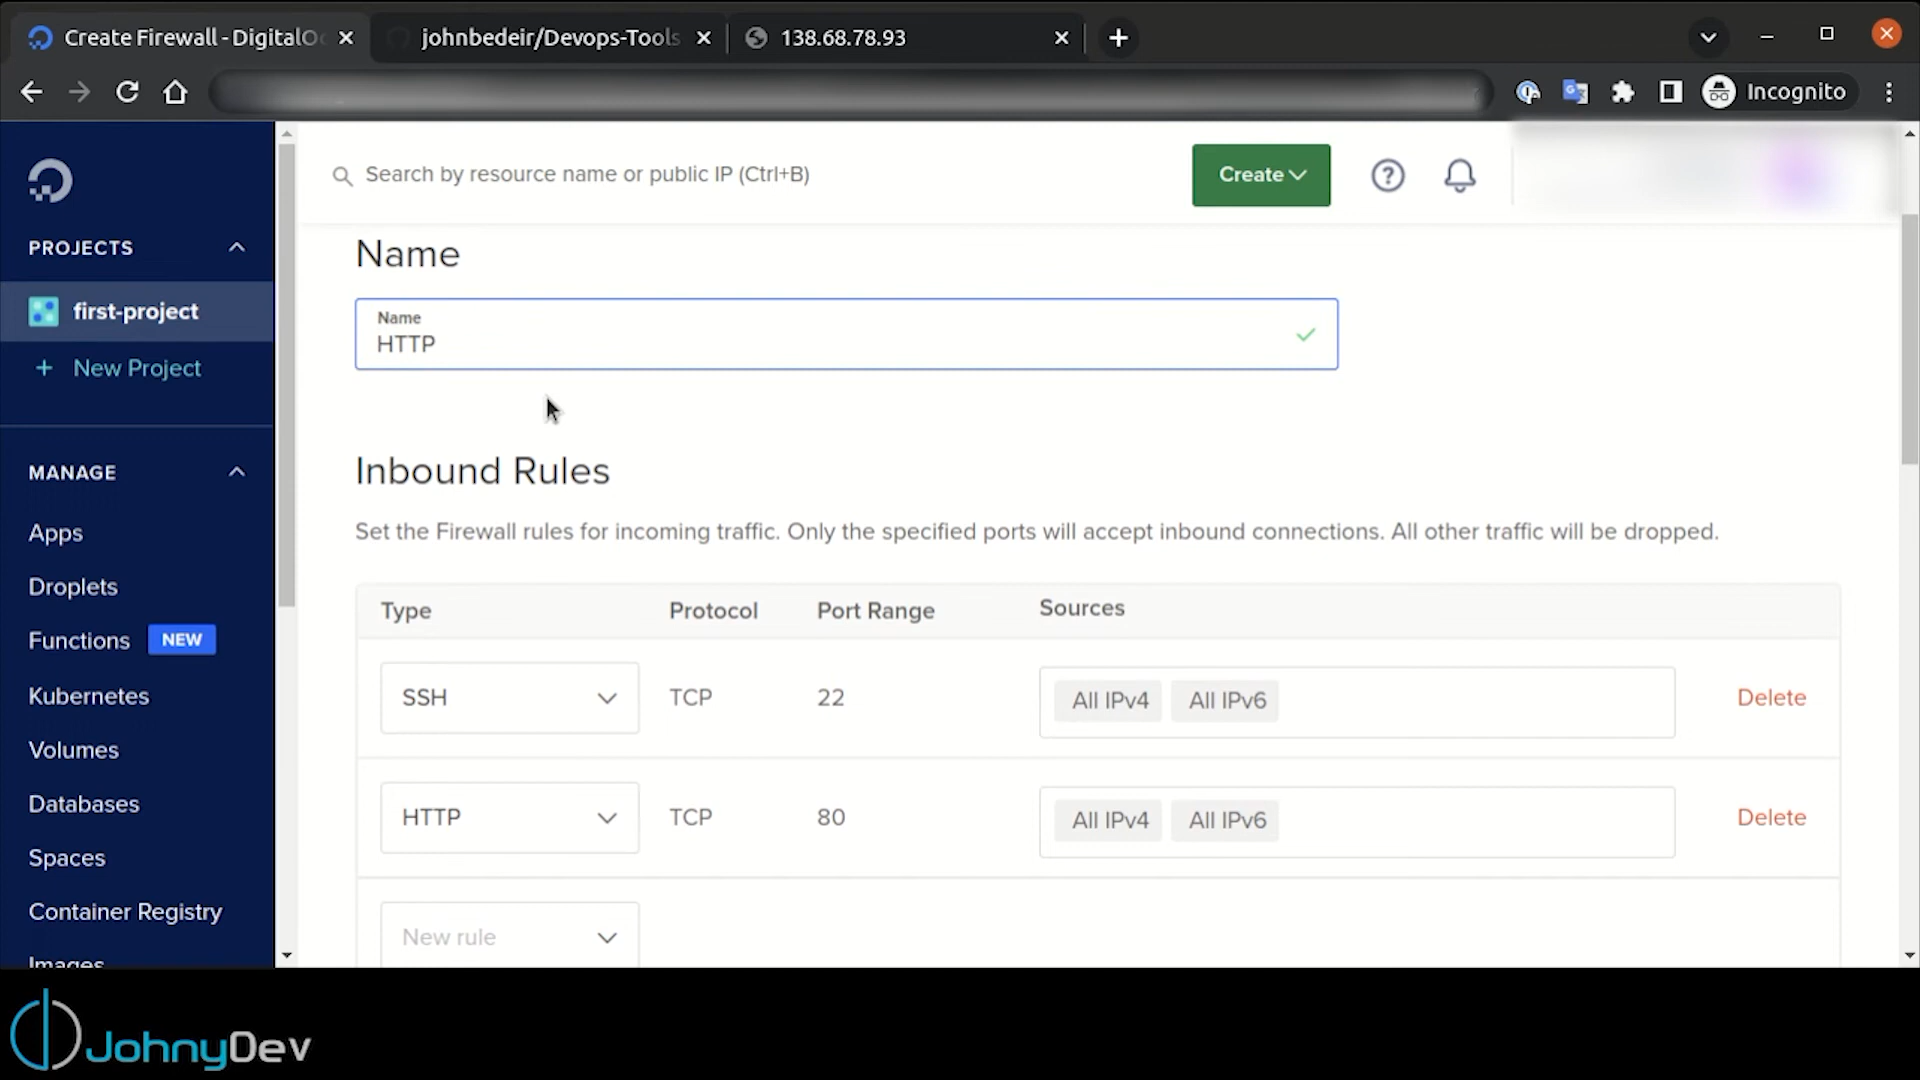 Create Firewall - DigitalOc
johnbedeir/Devops-Tools
138.68.78.93
Incognito
Search by resource name or public IP (Ctrl+B)
Create
PROJECTS
first-project
+ New Project
MANAGE
Apps
Droplets
Functions NEW
Kubernetes
Volumes
Databases
Spaces
Container Registry
Images
Name
Name
HTTP
Inbound Rules
Set the Firewall rules for incoming traffic. Only the specified ports will accept inbound connections. All other traffic will be dropped.
Type Protocol Port Range Sources
SSH TCP 22 All IPv4 All IPv6 Delete
HTTP TCP 80 All IPv4 All IPv6 Delete
New rule
JohnyDev